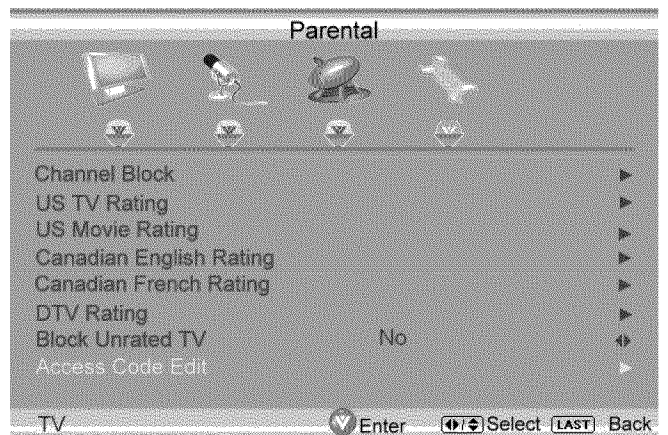 Parental
Channel Block
US TV Rating
US Movie Rating
Canadian English Rating
Canadian French Rating
DTV Rating
Block Unrated TV No
Access Code Edit
TV Enter Select LAST Back